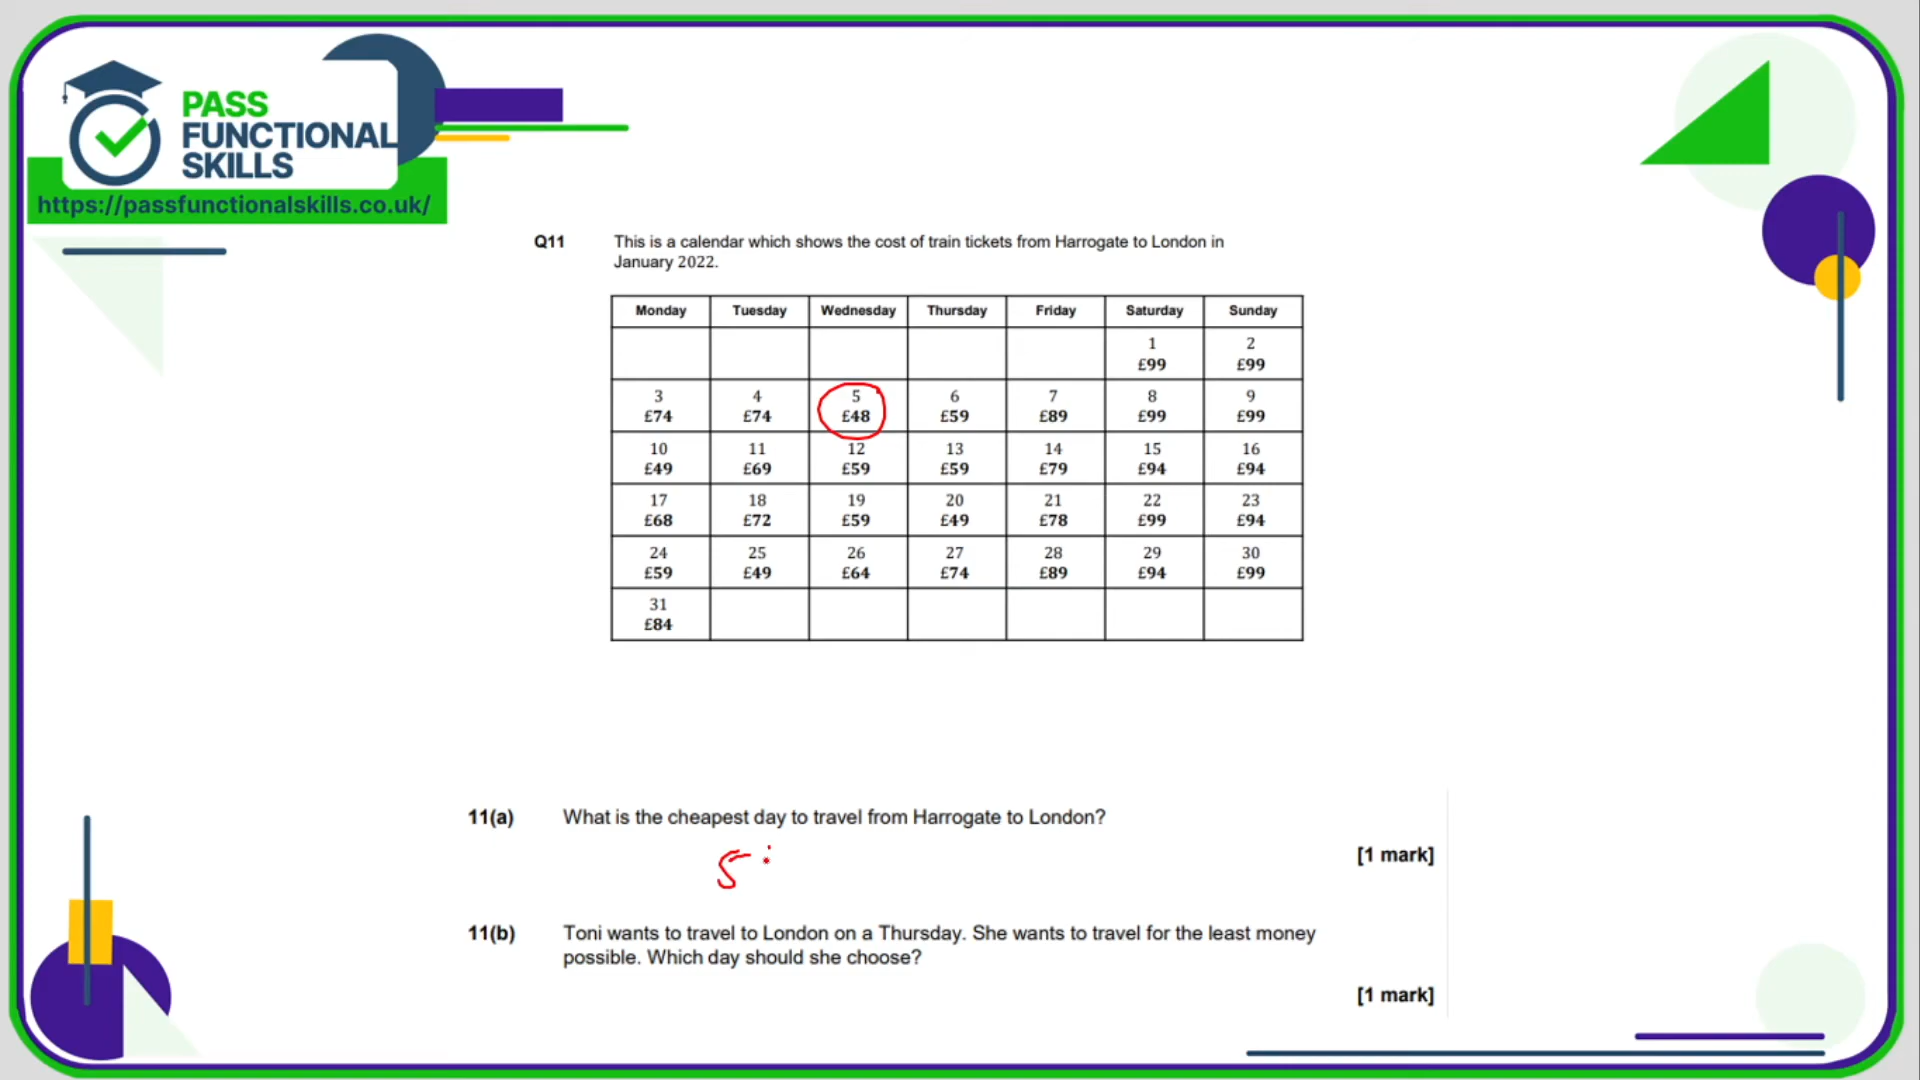 PASS
FUNCTIONAL
SKILLS
https://passfunctionalskills.co.uk/
Q11 This is a calendar which shows the cost of train tickets from Harrogate to London in
January 2022.
Monday Tuesday Wednesday Thursday Friday Saturday Sunday
1 2
£99 £99
3 4 5 6 7 8 9
£74 £74 £48 £59 £89 £99 £99
10 11 12 13 14 15 16
£49 £69 £59 £59 £79 £94 £94
17 18 19 20 21 22 23
£68 £72 £59 £49 £78 £99 £94
24 25 26 27 28 29 30
£59 £49 £64 £74 £89 £94 £99
31
£84
11(a) What is the cheapest day to travel from Harrogate to London?
[1 mark]
5
11(b) Toni wants to travel to London on a Thursday. She wants to travel for the least money
possible. Which day should she choose?
[1 mark]